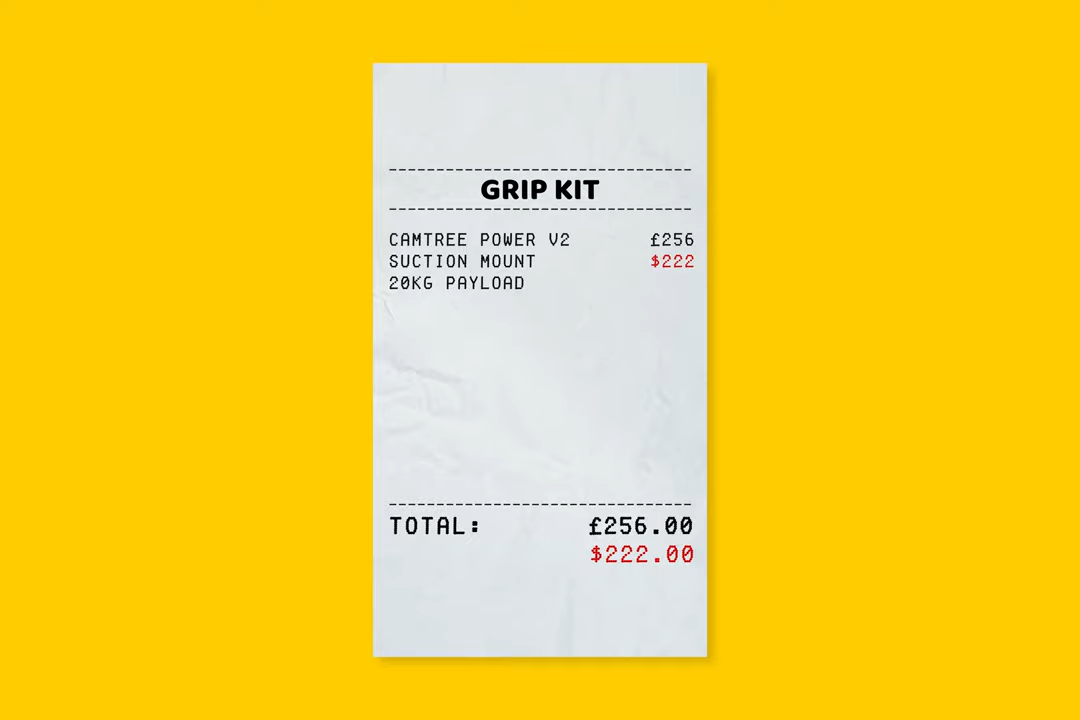 GRIP KIT
CAMTREE POWER V2 £256
SUCTION MOUNT $222
20KG PAYLOAD
TOTAL: £256.00
$222.00